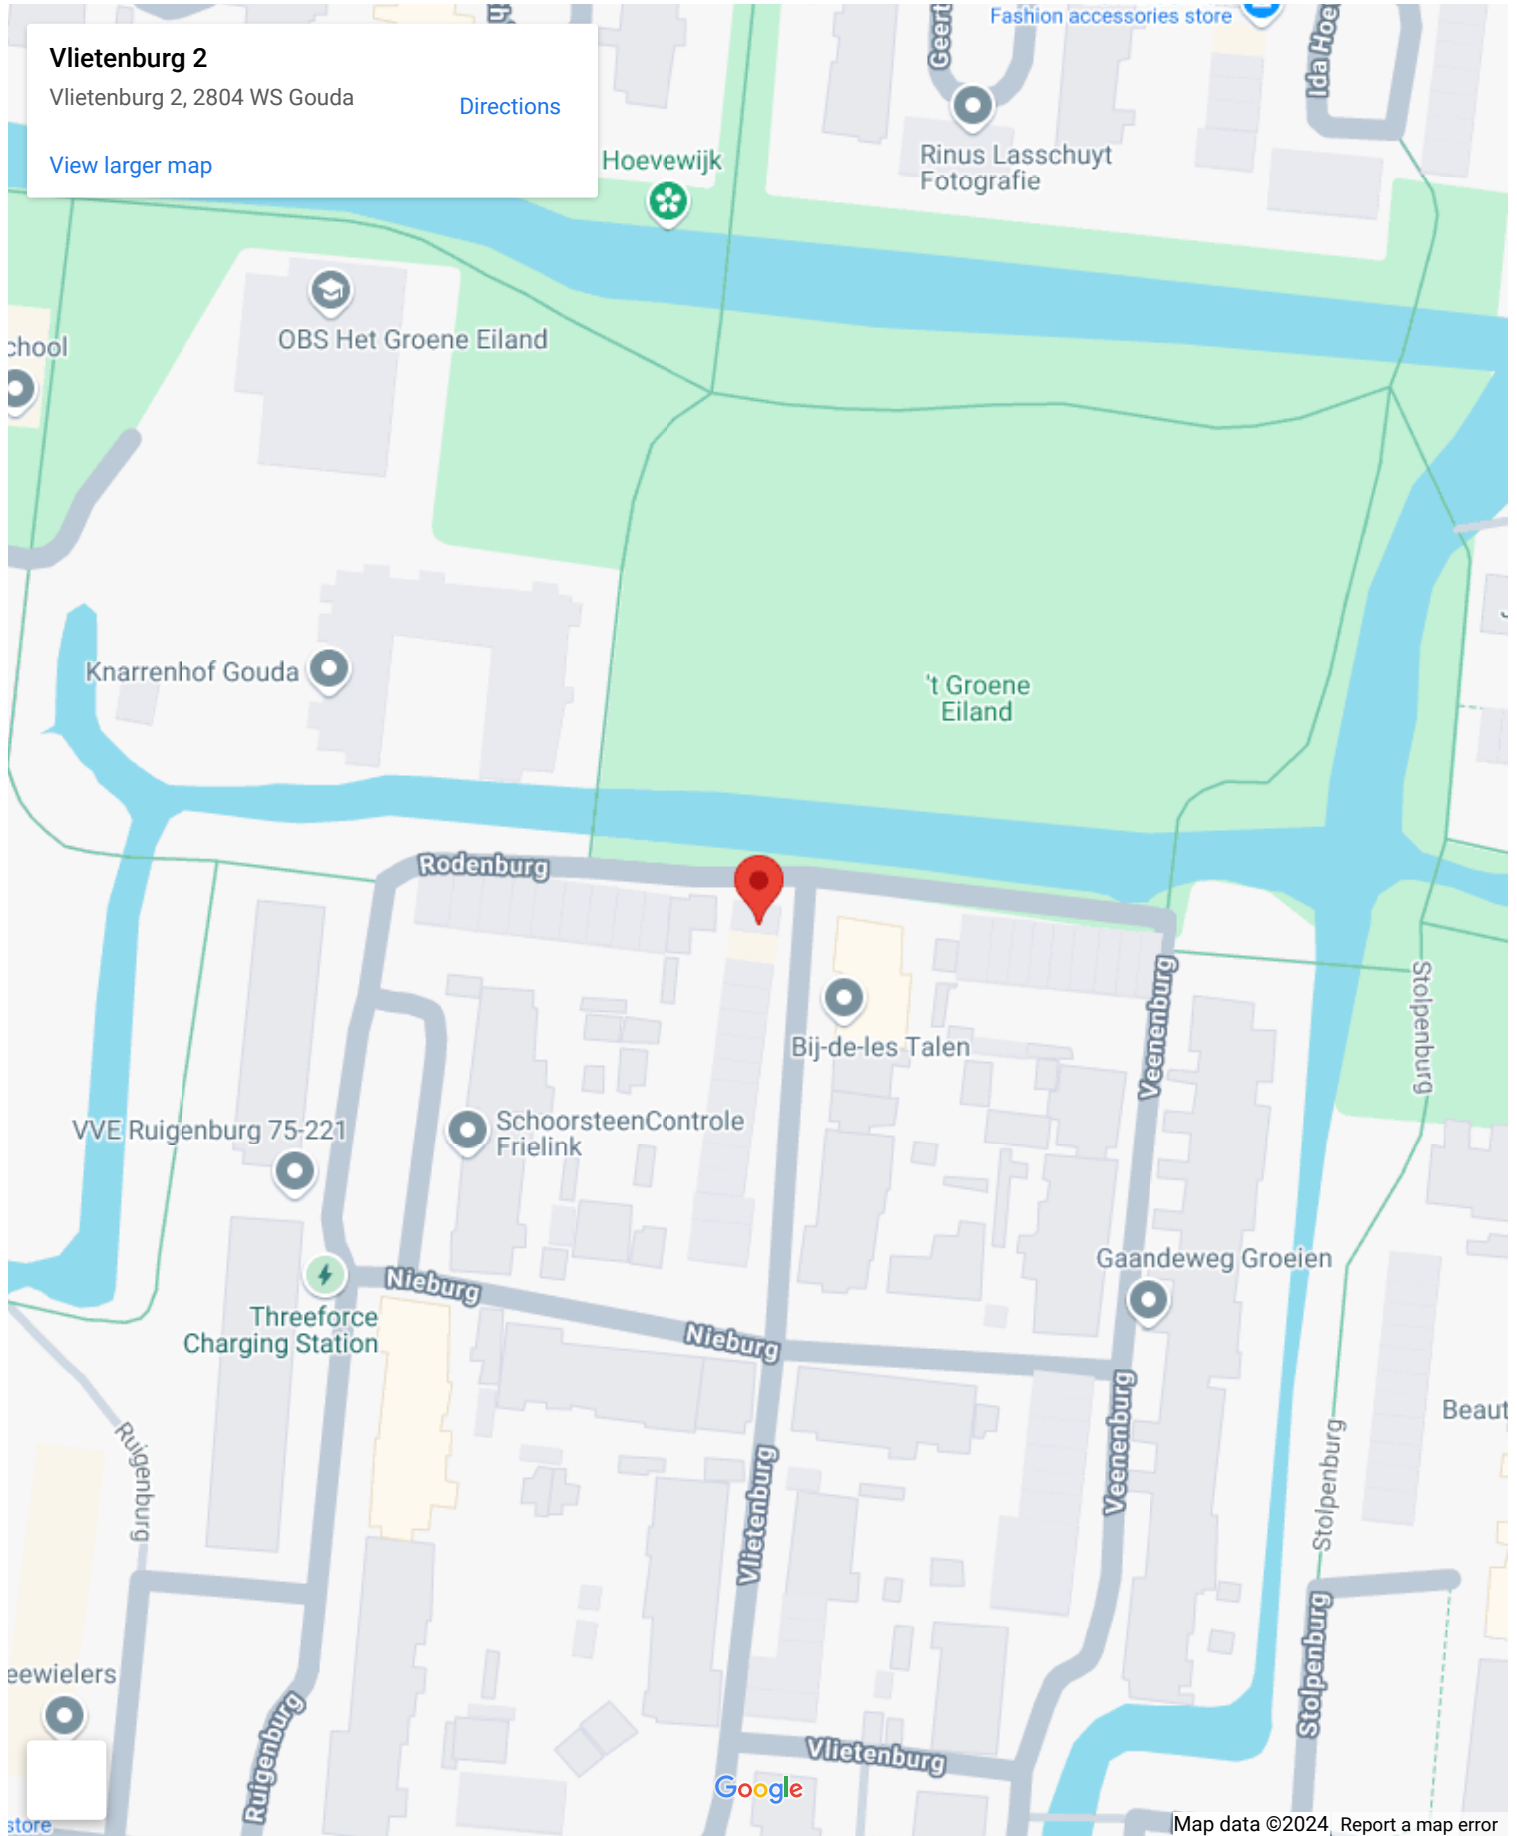 Vlietenburg 2
Vlietenburg 2, 2804 WS Gouda
Directions
View larger map
Fashion accessories store
Geert
Ida Hoe
Hoevewijk
Rinus Lasschuyt
Fotografie
OBS Het Groene Eiland
chool
Knarrenhof Gouda
't Groene
Eiland
Rodenburg
Bij-de-les Talen
Veenenburg
Stolpenburg
SchoorsteenControle
Frielink
VVE Ruigenburg 75-221
Gaandeweg Groeien
Nieburg
Threeforce
Charging Station
Nieburg
Ruigenburg
Vlietenburg
Veenenburg
Stolpenburg
Beaut
eewielers
Ruigenburg
Stolpenburg
Vlietenburg
Google
store
Map data ©2024
Report a map error